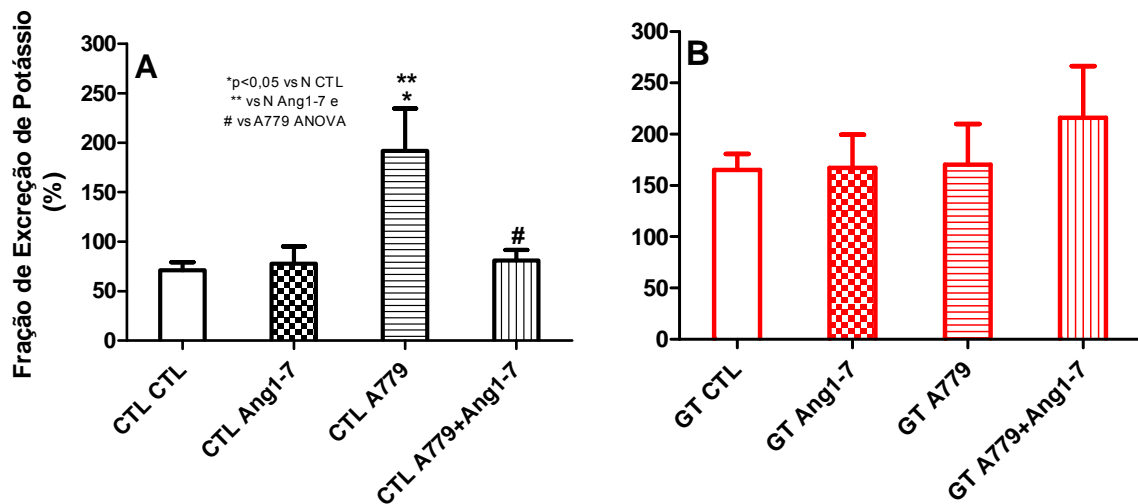 Fração de Excreção de Potássio
(%)
A
300
250
200
150
100
50
0
*p<0,05 vs N CTL
** vs N Ang1-7 e
# vs A779 ANOVA
**
*
#
CTL CTL
CTL Ang1-7
CTL A779
CTL A779+Ang1-7
B
300
250
200
150
100
50
0
GT CTL
GT Ang1-7
GT A779
GT A779+Ang1-7